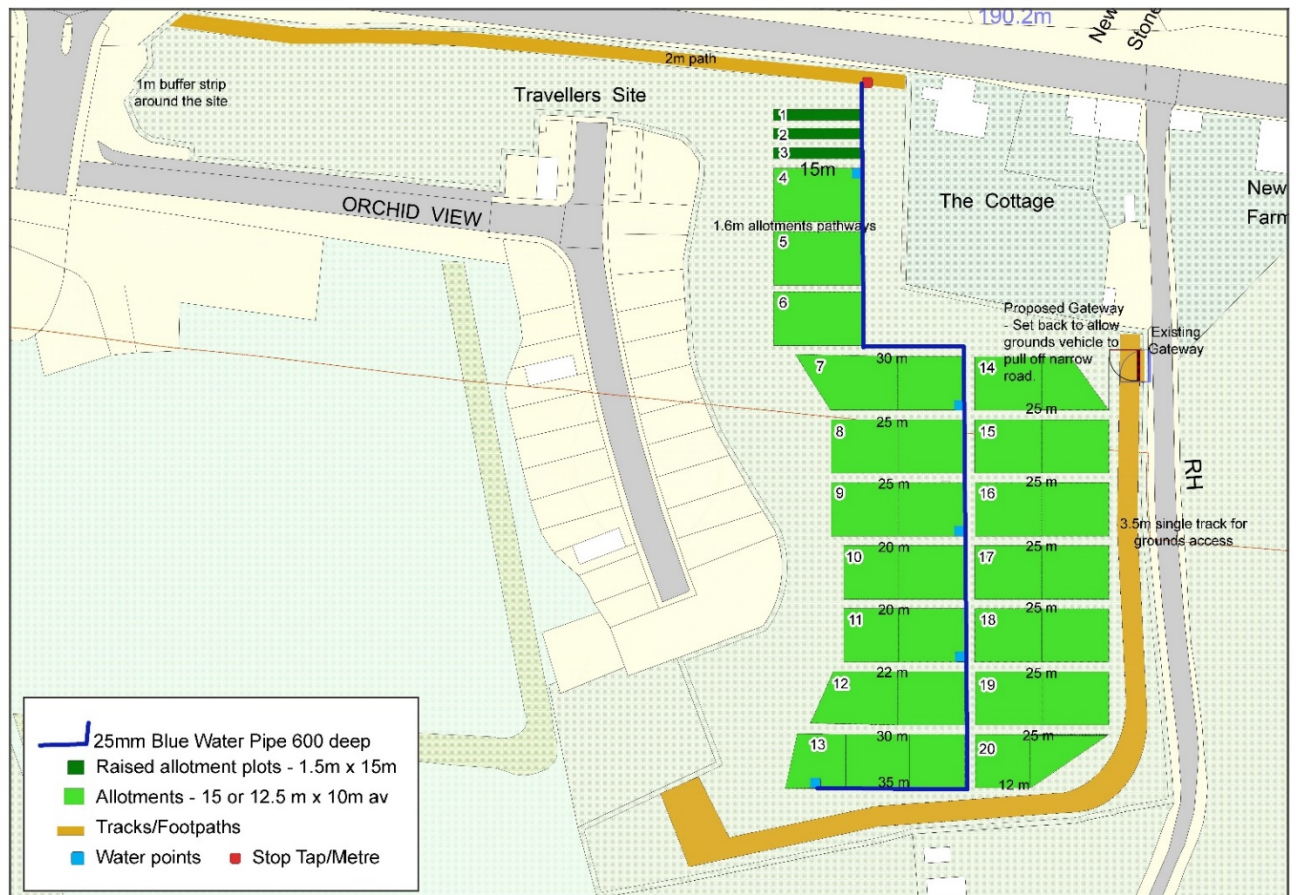 190.2m
New
Stone
2m path
1m buffer strip
around the site
Travellers Site
1
2
3
15m
4
ORCHID VIEW
The Cottage
New
Farm
1.6m allotments pathways
5
6
Proposed Gateway
- Set back to allow
grounds vehicle to
pull off narrow
road.
Existing
Gateway
7
30 m
14
25 m
8
25 m
15
25 m
9
25 m
16
25 m
RH
3.5m single track for
grounds access
10
20 m
17
25 m
11
20 m
18
25 m
12
22 m
19
25 m
13
30 m
20
25 m
35 m
12 m
25mm Blue Water Pipe 600 deep
Raised allotment plots - 1.5m x 15m
Allotments - 15 or 12.5 m x 10m av
Tracks/Footpaths
Water points
Stop Tap/Metre